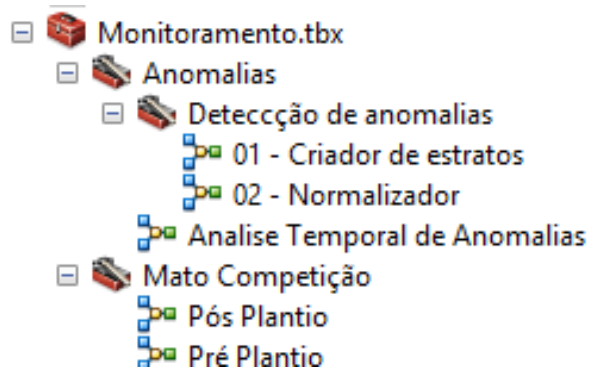 Monitoramento.tbx
Anomalias
Deteccção de anomalias
01 - Criador de estratos
02 - Normalizador
Analise Temporal de Anomalias
Mato Competição
Pós Plantio
Pré Plantio